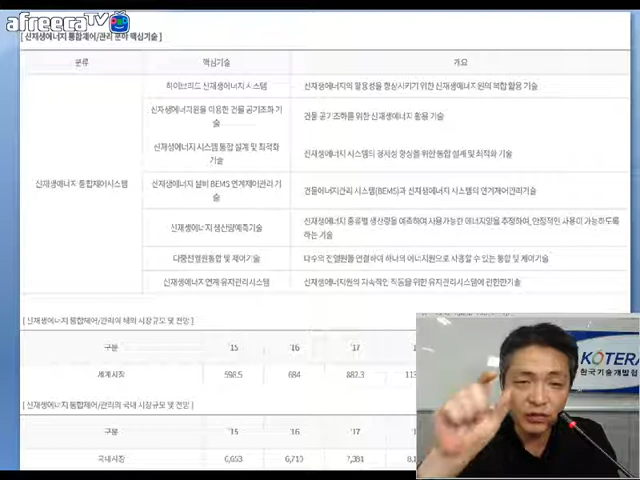 afreecaTV
[ 신재생에너지 통합제어/관리 분야 핵심기술 ]
분류 핵심기술 개요
하이브리드 신재생에너지 시스템 신재생에너지의 활용성을 향상시키기 위한 신재생에너지원의 복합 활용 기술
신재생에너지원을 이용한 건물 공기조화 기
술
건물 공기조화를 위한 신재생에너지 활용 기술
신재생에너지 시스템 통합 설계 및 최적화
기술
신재생에너지 시스템의 경제성 향상을 위한 통합 설계 및 최적화 기술
신재생에너지 통합제어시스템
신재생에너지 설비 BEMS 연계제어관리 기
술
건물에너지관리 시스템(BEMS)과 신재생에너지 시스템의 연계제어관리기술
신재생에너지 생산량예측기술
신재생에너지 종류별 생산량을 예측하여 사용가능한 에너지양을 추정하여, 안정적인 사용이 가능하도록
하는 기술
다중열원통합 및 제어기술 다수의 열원을 연결하여 하나의 에너지원으로 사용할 수 있는 통합 및 제어기술
신재생에너지연계 유지관리시스템 신재생에너지원의 지속적인 작동을 위한 유지관리시스템에 관한한기술
[ 신재생에너지 통합제어/관리의 해외 시장규모 및 전망 ]
구분 '15 '16 '17
세계시장 598.5 684 882.3
[ 신재생에너지 통합제어/관리의 국내 시장규모 및 전망 ]
구분 '15 '16 '17
국내시장 6,653 6,710 7,381
KOTERA
한국기술개발협